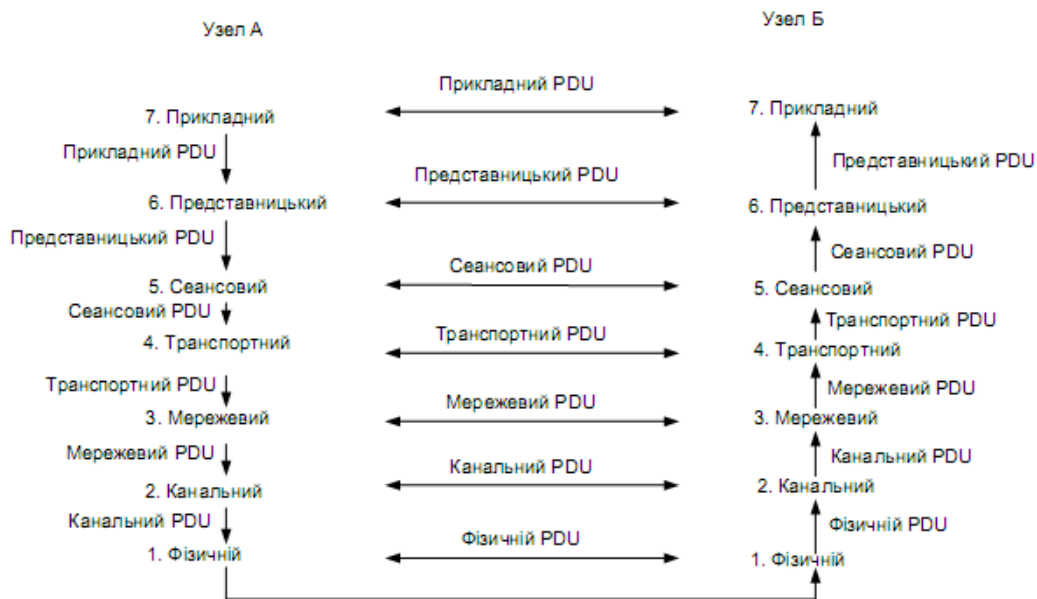 Узел А
Узел Б
Прикладний PDU
7. Прикладний
7. Прикладний
Прикладний PDU
Представницький PDU
Представницький PDU
6. Представницький
6. Представницький
Представницький PDU
Сеансовий PDU
Сеансовий PDU
5. Сеансовий
5. Сеансовий
Сеансовий PDU
Транспортний PDU
Транспортний PDU
4. Транспортний
4. Транспортний
Транспортний PDU
Мережевий PDU
Мережевий PDU
3. Мережевий
3. Мережевий
Мережевий PDU
Канальний PDU
Канальний PDU
2. Канальний
2. Канальний
Канальний PDU
Фізичній PDU
Фізичній PDU
1. Фізичній
1. Фізичній